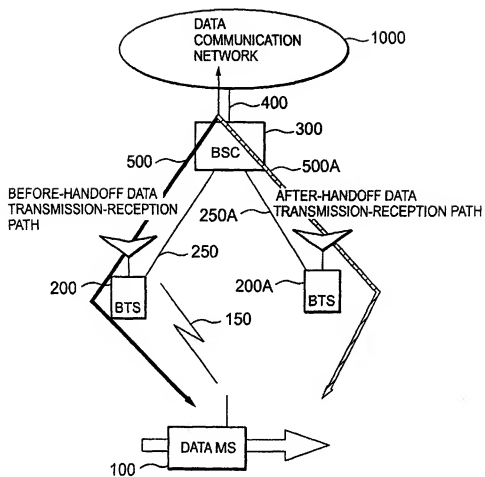 DATA
COMMUNICATION
NETWORK
1000
400
300
BSC
500
500A
BEFORE-HANDOFF DATA
TRANSMISSION-RECEPTION
PATH
AFTER-HANDOFF DATA
TRANSMISSION-RECEPTION PATH
250A
250
200
BTS
200A
BTS
150
DATA MS
100